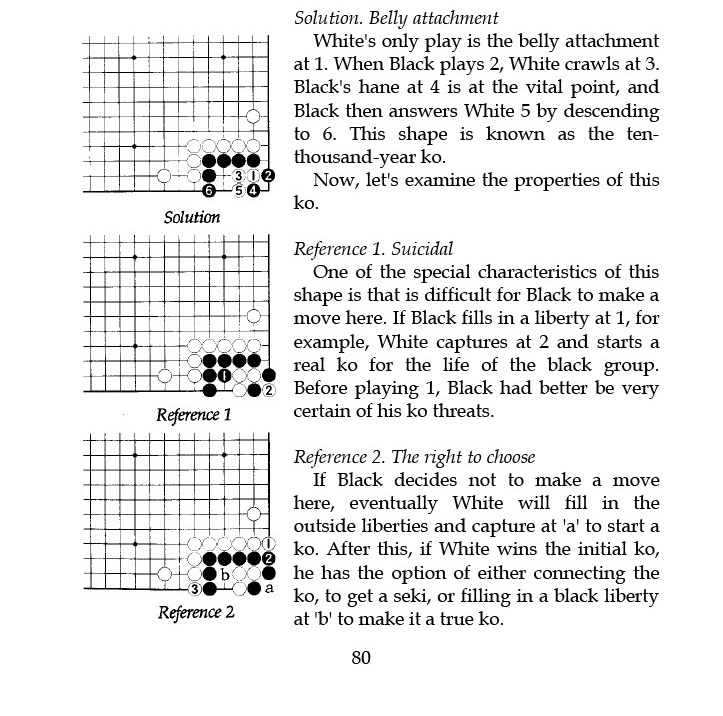 Solution. Belly attachment
White's only play is the belly attachment
at 1. When Black plays 2, White crawls at 3.
Black's hane at 4 is at the vital point, and
Black then answers White 5 by descending
to 6. This shape is known as the ten-
thousand-year ko.
Now, let's examine the properties of this
ko.
3 1 2
6 5 4
Solution
Reference 1. Suicidal
One of the special characteristics of this
shape is that is difficult for Black to make a
move here. If Black fills in a liberty at 1, for
example, White captures at 2 and starts a
real ko for the life of the black group.
Before playing 1, Black had better be very
certain of his ko threats.
1
2
Reference 1
Reference 2. The right to choose
If Black decides not to make a move
here, eventually White will fill in the
outside liberties and capture at 'a' to start a
ko. After this, if White wins the initial ko,
he has the option of either connecting the
ko, to get a seki, or filling in a black liberty
at 'b' to make it a true ko.
1
2
b
3 a
Reference 2
80